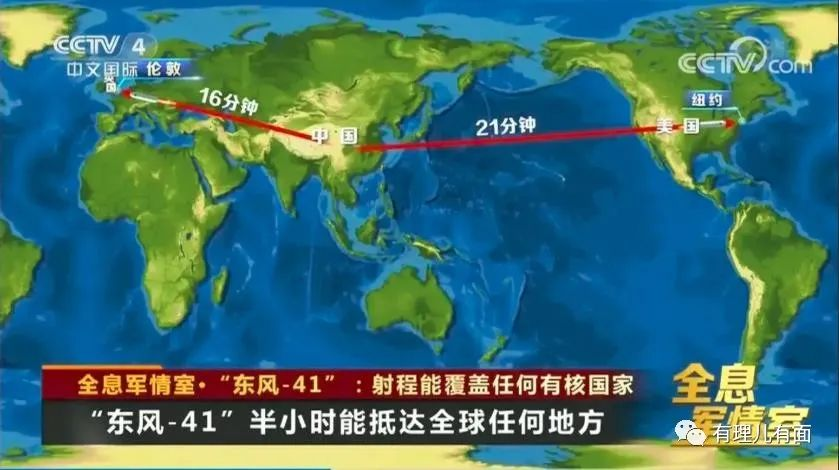 CCTV 4
中文国际
CCTV.com
英国
伦敦
16分钟
中国
21分钟
纽约
美国
全息军情室·“东风-41”：射程能覆盖任何有核国家
“东风-41”半小时能抵达全球任何地方
全息
军情室
有理儿有面